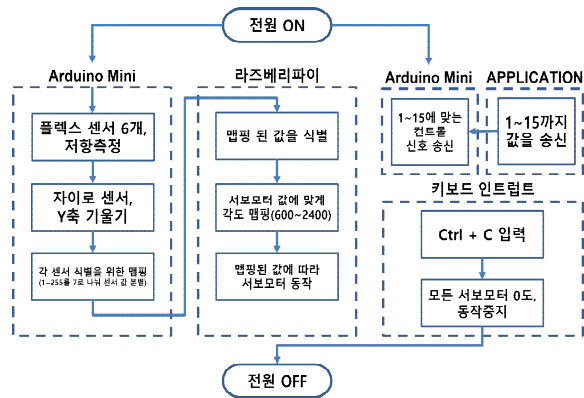 전원 ON
Arduino Mini
플렉스 센서 6개,
저항측정
자이로 센서,
Y축 기울기
각 센서 식별을 위한 맵핑
(1~255를 7로 나눠 센서 값 분별)
라즈베리파이
맵핑 된 값을 식별
서보모터 값에 맞게
각도 맵핑(600~2400)
맵핑된 값에 따라
서보모터 동작
Arduino Mini
1~15에 맞는
컨트롤
신호 송신
APPLICATION
1~15까지
값을 송신
키보드 인트럽트
Ctrl + C 입력
모든 서보모터 0도,
동작중지
전원 OFF